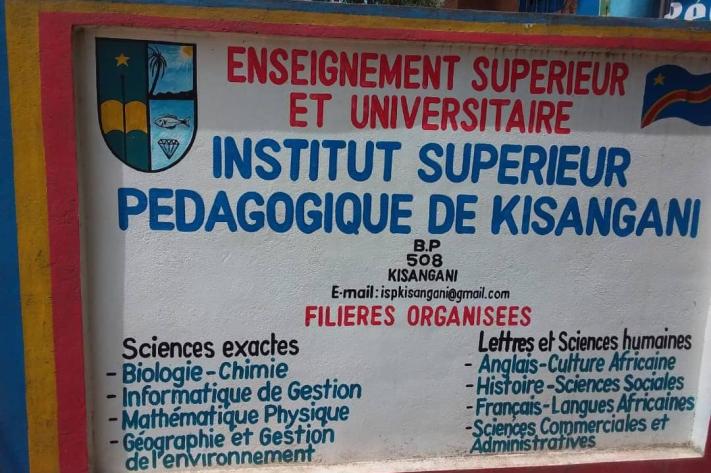 ENSEIGNEMENT SUPERIEUR
ET UNIVERSITAIRE
INSTITUT SUPERIEUR
PEDAGOGIQUE DE KISANGANI
B.P
508
KISANGANI
E-mail: ispkisangani@gmail.com
FILIERES ORGANISEES
Sciences exactes
- Biologie-Chimie
- Informatique de Gestion
- Mathématique Physique
- Géographie et Gestion
de l'environnement
Lettres et Sciences humaines
- Anglais-Culture Africaine
- Histoire-Sciences Sociales
- Français-Langues Africaines
- Sciences Commerciales et
Administratives